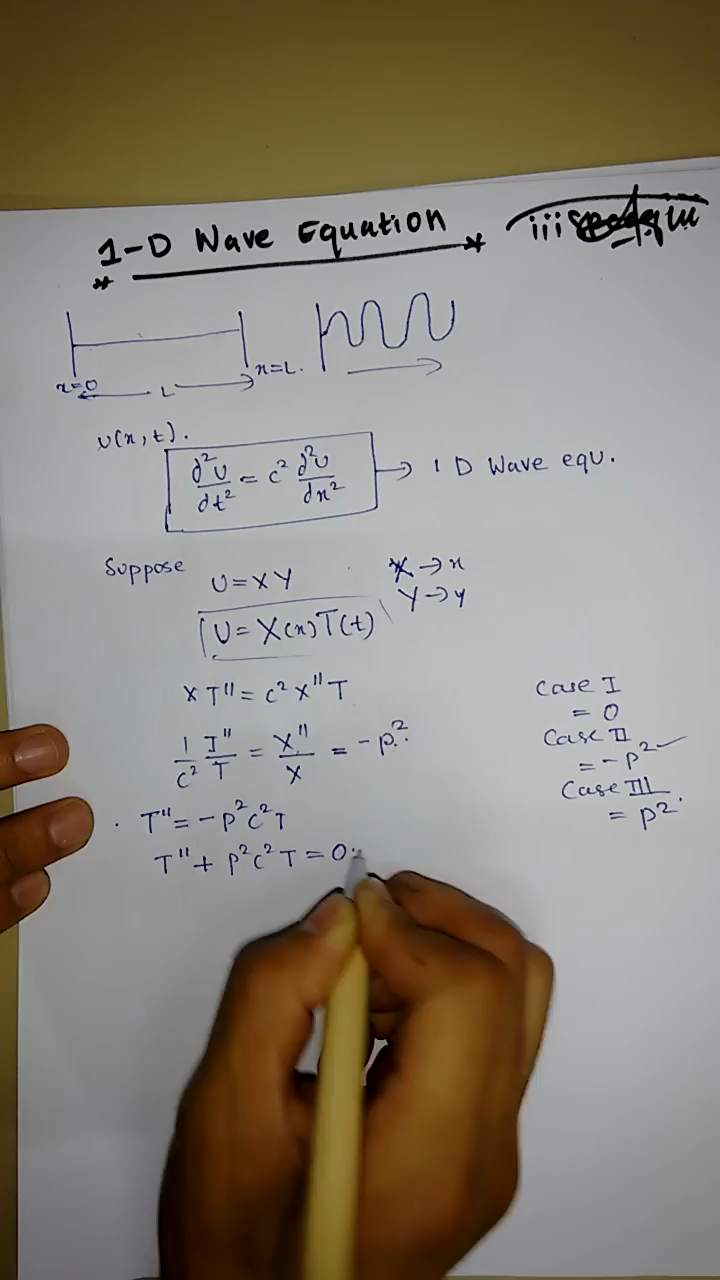 1-D Wave Equation
x=0
L
x=L.
u(x,t).
∂²u/∂t² = c² ∂²u/∂x² → 1 D Wave equ.
Suppose
U=XY
X→x
Y→y
U=X(x)T(t)
XT''=c²X''T
1/c² T''/T = X''/X = -p².
T''=-p²c²T
T''+p²c²T=0
Case I
=0
Case II
=-p²
Case III
=p²